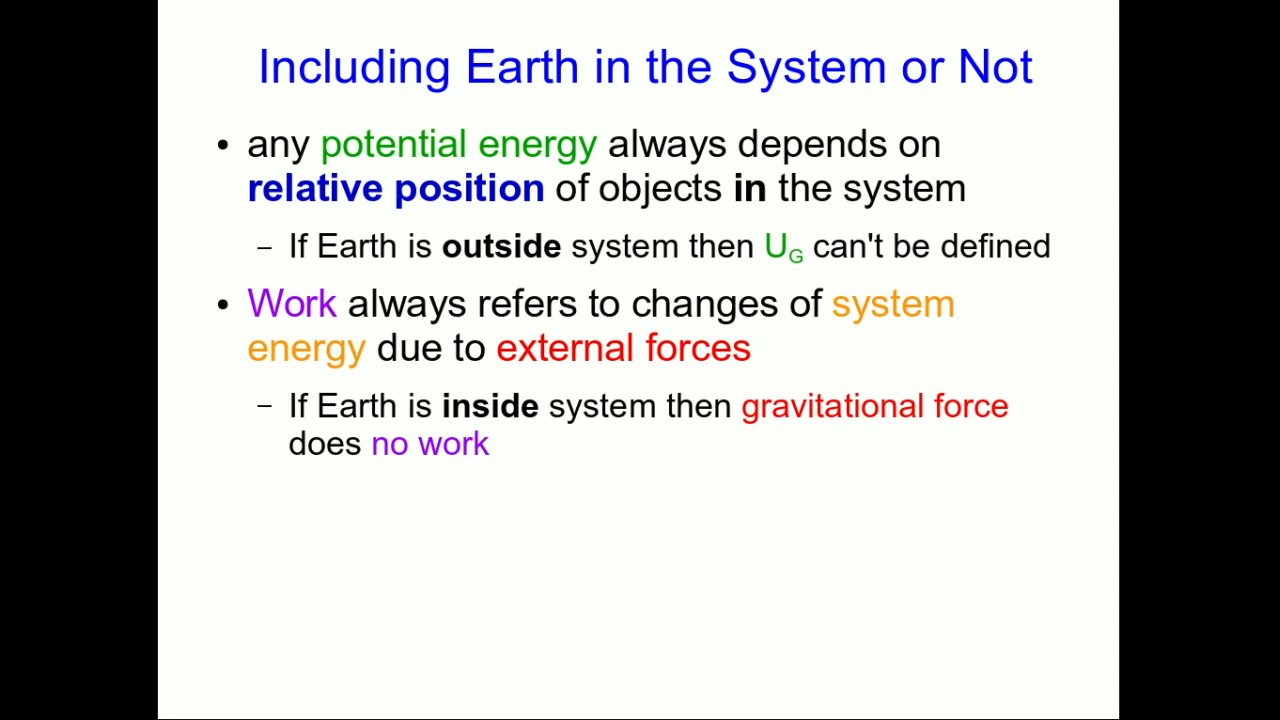 Including Earth in the System or Not
• any potential energy always depends on
relative position of objects in the system
– If Earth is outside system then U_G can't be defined
• Work always refers to changes of system
energy due to external forces
– If Earth is inside system then gravitational force
does no work